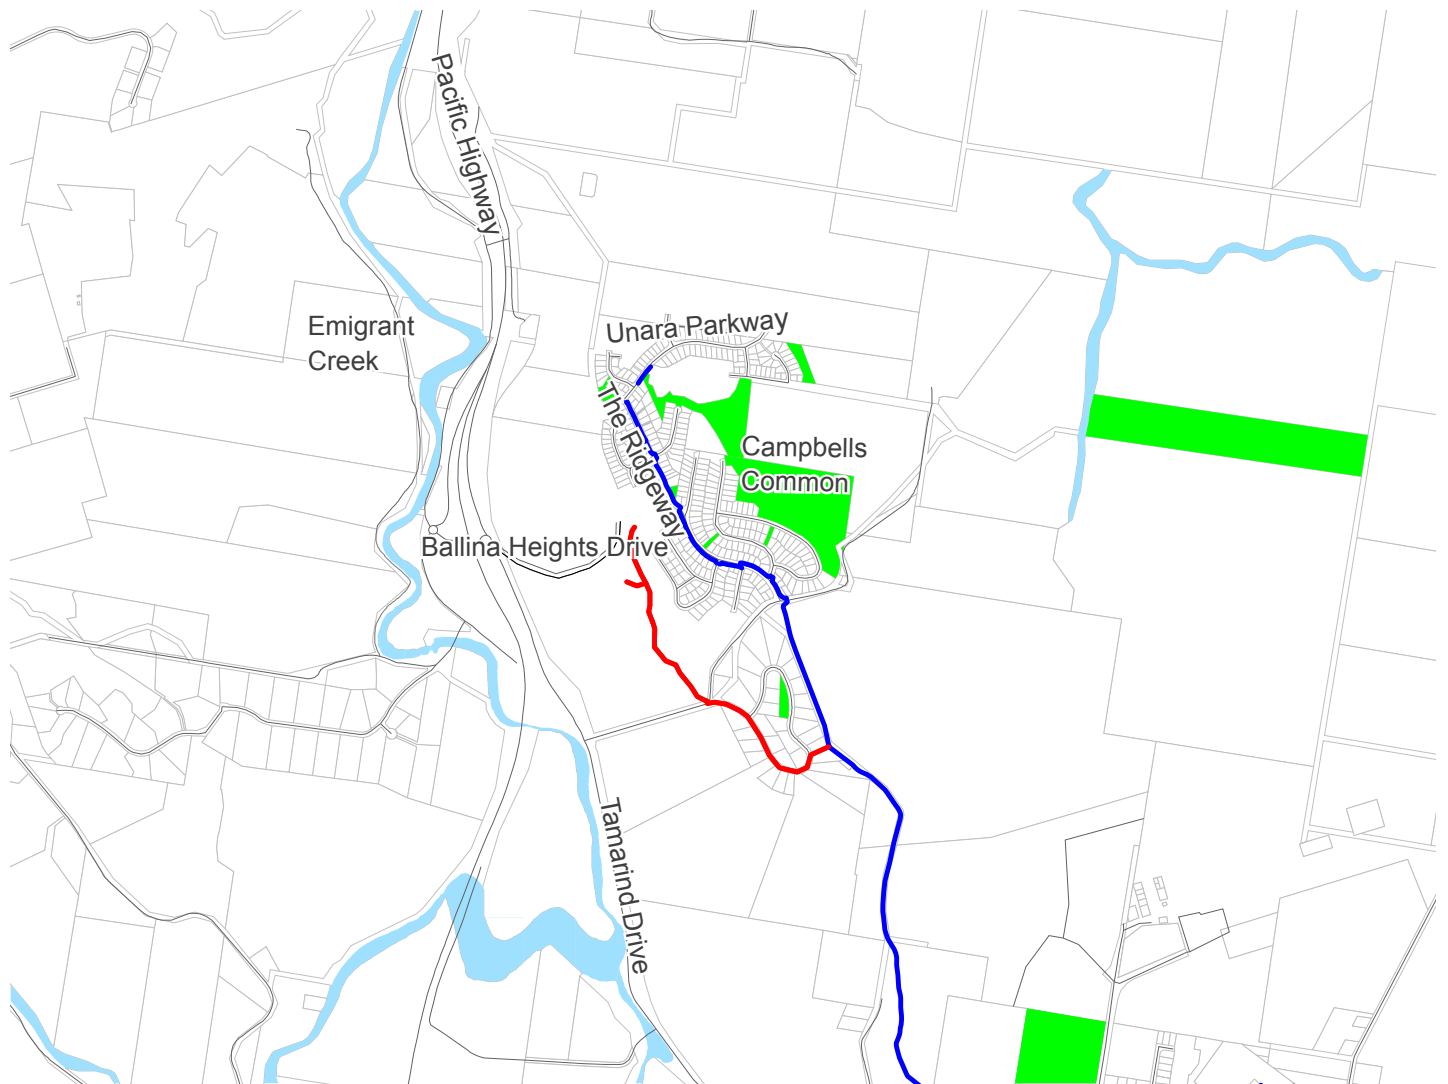 Pacific Highway
Unara Parkway
Emigrant
Creek
The Ridgeway
Campbells
Common
Ballina Heights Drive
Tamarind Drive